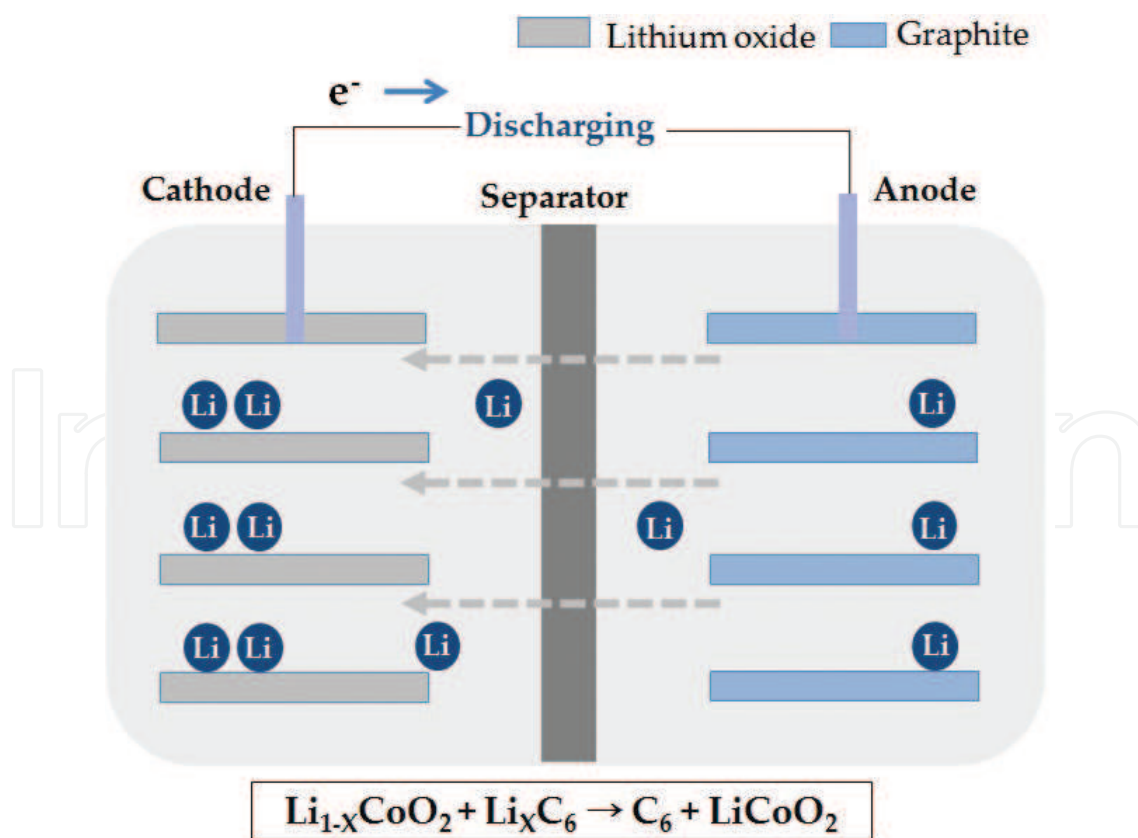 Lithium oxide Graphite
e⁻
Discharging
Cathode Separator Anode
Li Li Li Li
Li Li Li Li
Li Li Li Li
Li₁₋ₓCoO₂ + LiₓC₆ → C₆ + LiCoO₂